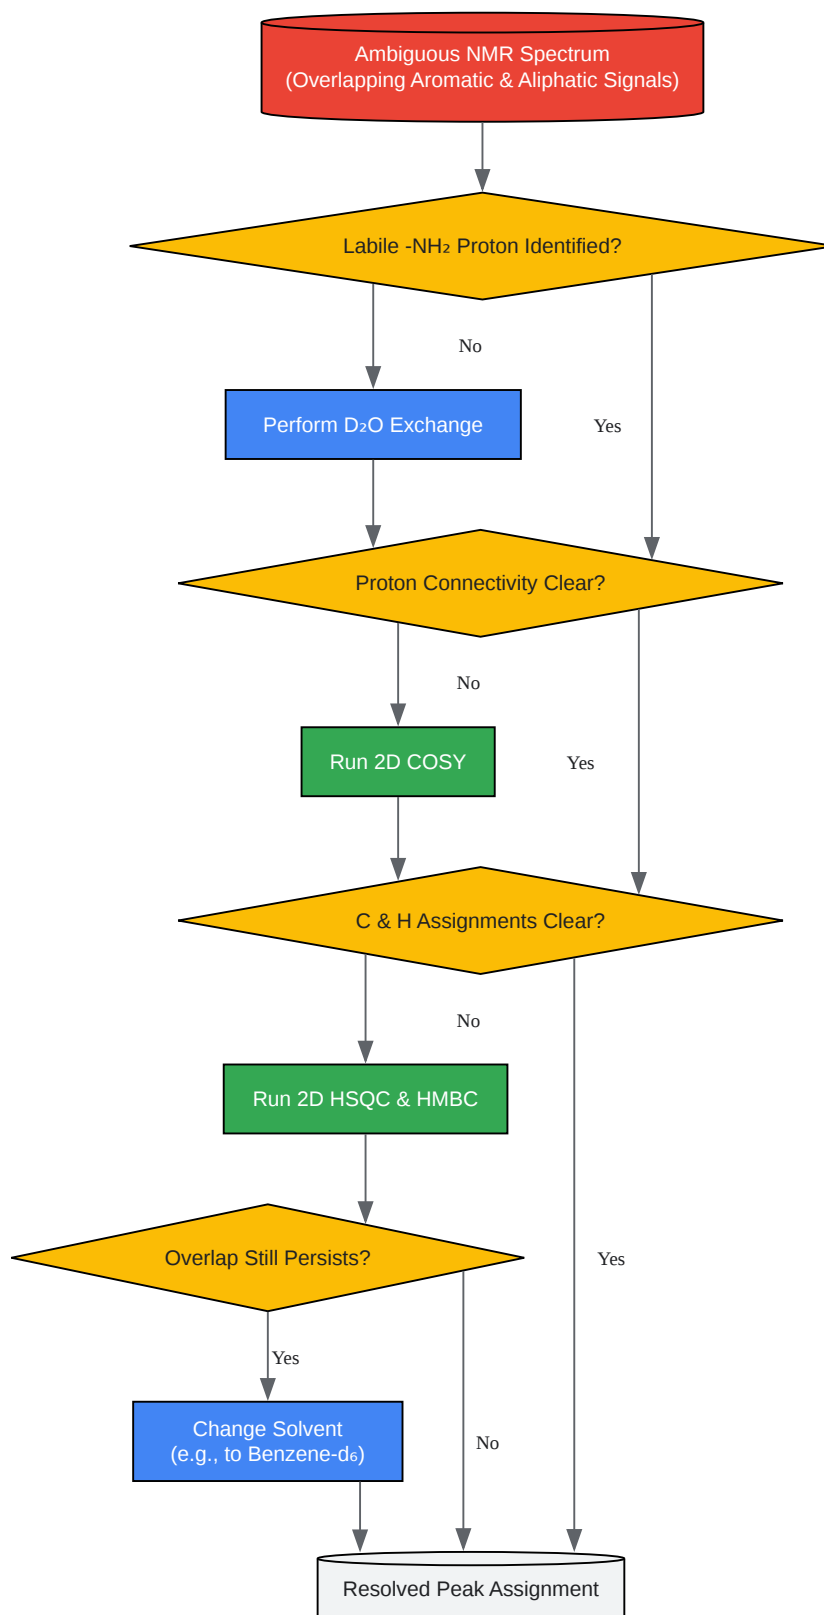 Ambiguous NMR Spectrum
(Overlapping Aromatic & Aliphatic Signals)
Labile -NH₂ Proton Identified?
No
Perform D₂O Exchange
Yes
Proton Connectivity Clear?
No
Run 2D COSY
Yes
C & H Assignments Clear?
No
Run 2D HSQC & HMBC
Overlap Still Persists?
Yes
Yes
Change Solvent
(e.g., to Benzene-d₆)
No
Resolved Peak Assignment